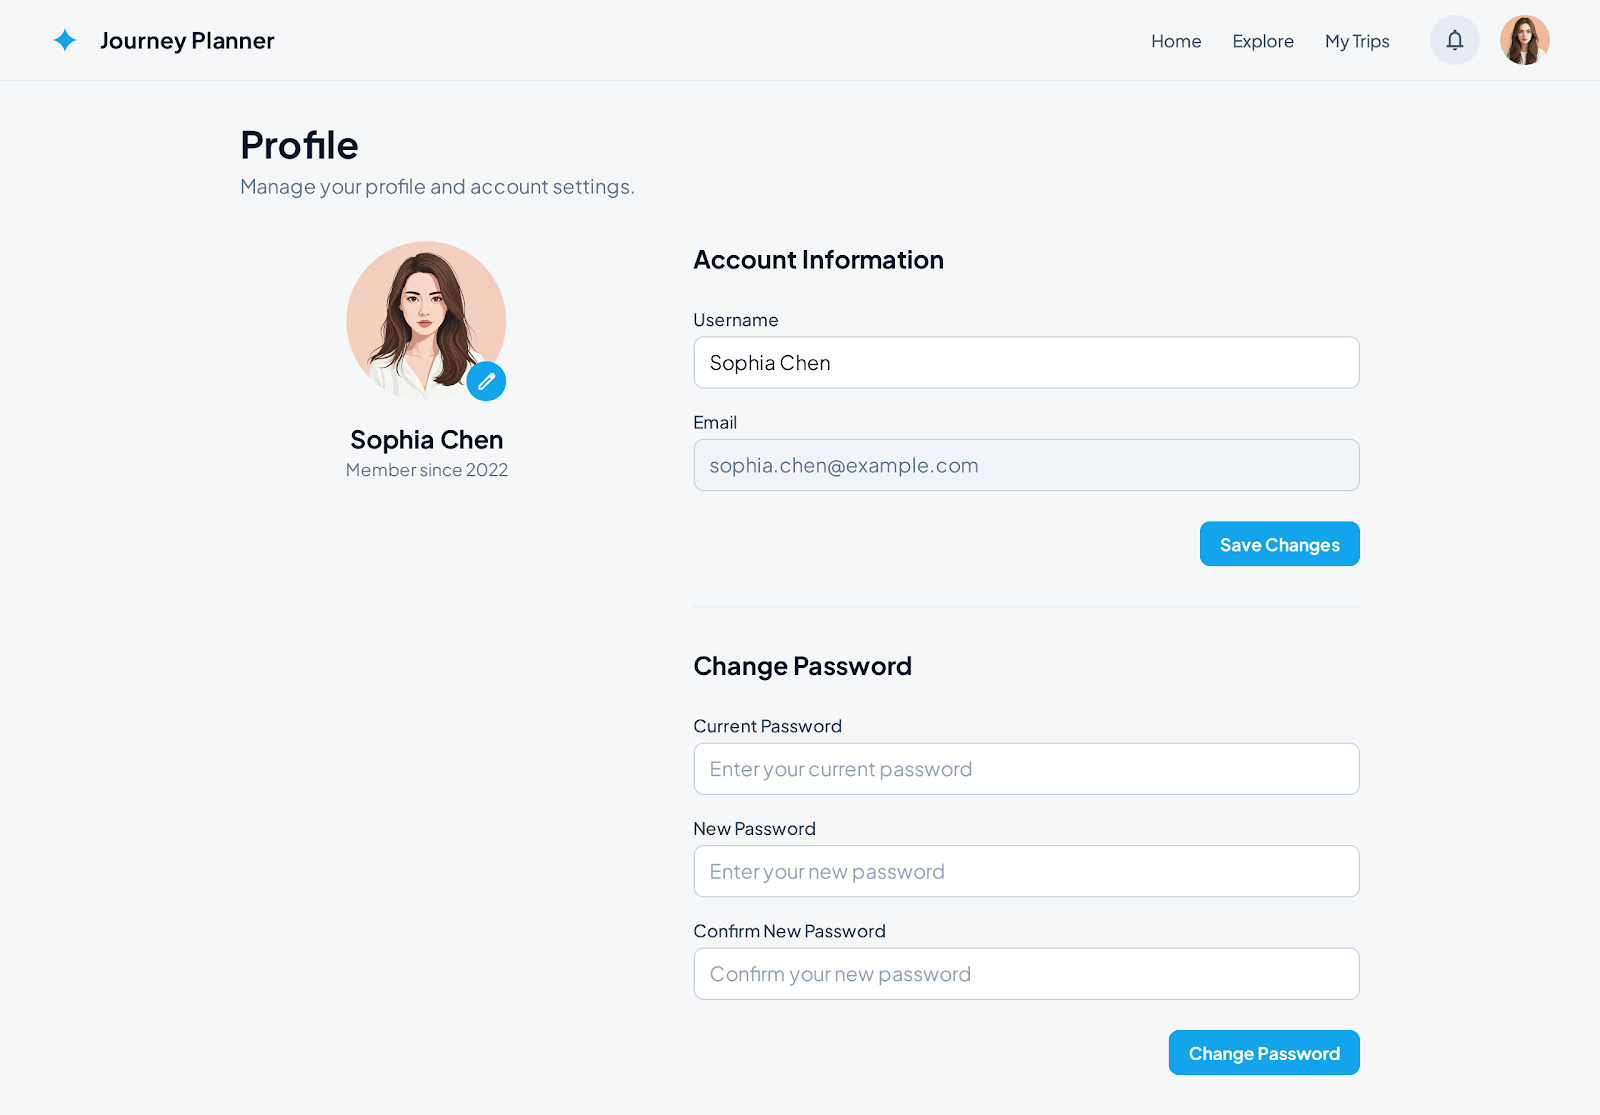 Journey Planner
Home
Explore
My Trips
Profile
Manage your profile and account settings.
Sophia Chen
Member since 2022
Account Information
Username
Sophia Chen
Email
sophia.chen@example.com
Save Changes
Change Password
Current Password
Enter your current password
New Password
Enter your new password
Confirm New Password
Confirm your new password
Change Password